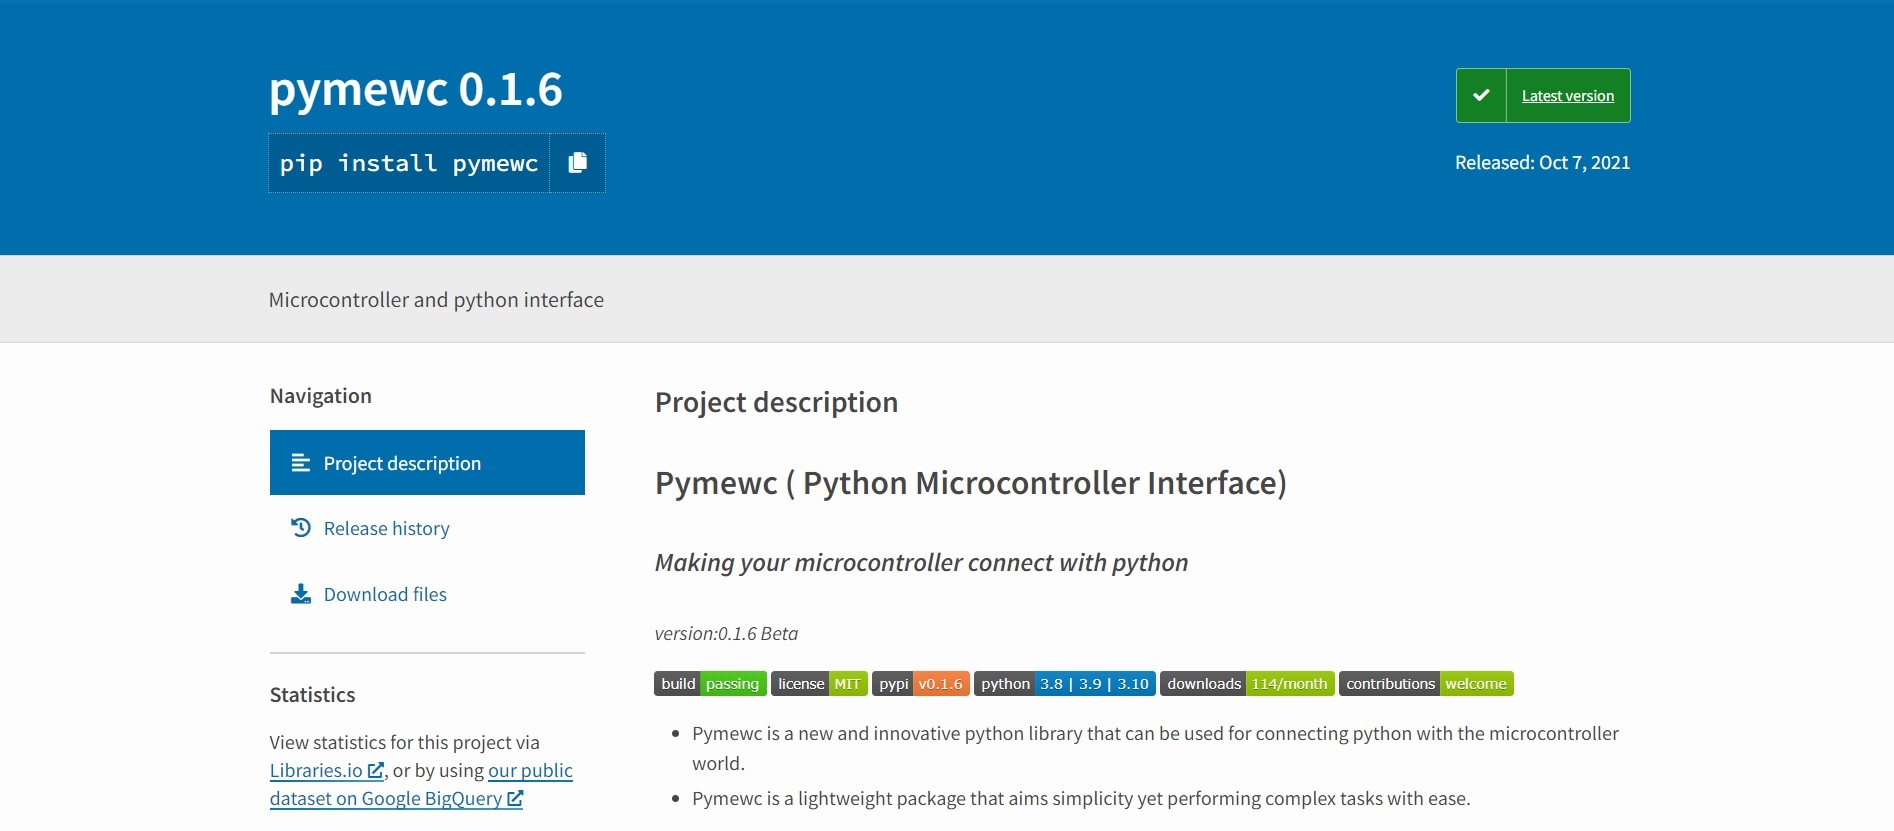 pymewc 0.1.6
pip install pymewc
Latest version
Released: Oct 7, 2021
Microcontroller and python interface
Navigation
Project description
Release history
Download files
Statistics
View statistics for this project via
Libraries.io, or by using our public
dataset on Google BigQuery
Project description
Pymewc ( Python Microcontroller Interface)
Making your microcontroller connect with python
version:0.1.6 Beta
build passing license MIT pypi v0.1.6 python 3.8 | 3.9 | 3.10 downloads 114/month contributions welcome
• Pymewc is a new and innovative python library that can be used for connecting python with the microcontroller
world.
• Pymewc is a lightweight package that aims simplicity yet performing complex tasks with ease.